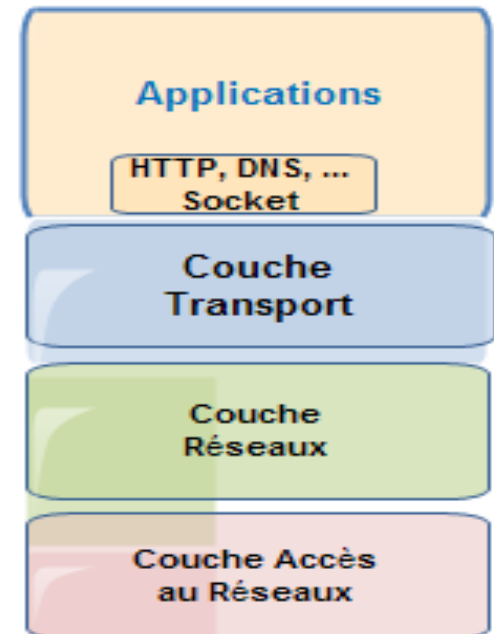 Applications
HTTP, DNS, ...
Socket
Couche
Transport
Couche
Réseaux
Couche Accès
au Réseaux